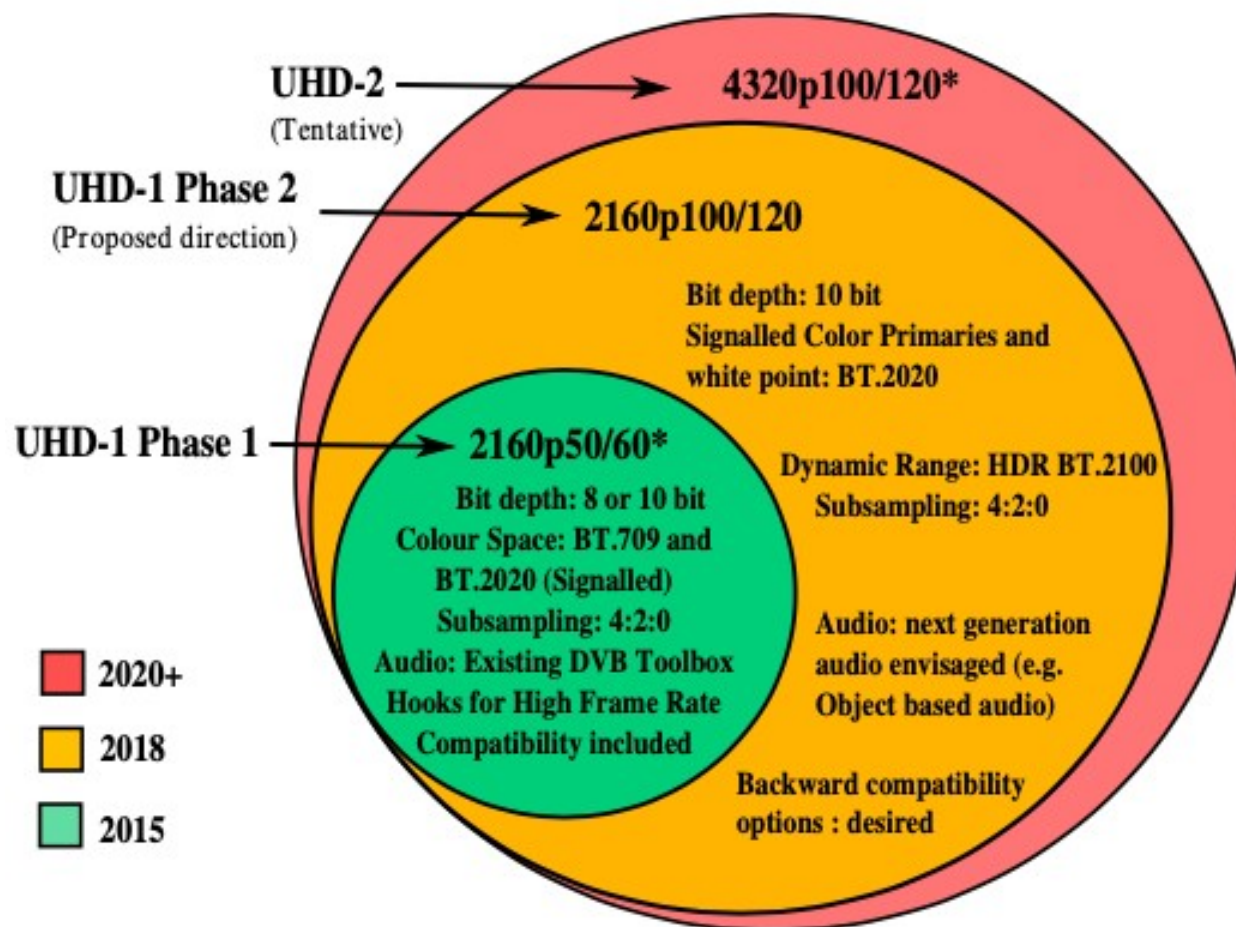 UHD-2
(Tentative)
4320p100/120*
UHD-1 Phase 2
(Proposed direction)
2160p100/120
Bit depth: 10 bit
Signalled Color Primaries and
white point: BT.2020
UHD-1 Phase 1
2160p50/60*
Bit depth: 8 or 10 bit
Colour Space: BT.709 and
BT.2020 (Signalled)
Subsampling: 4:2:0
Audio: Existing DVB Toolbox
Hooks for High Frame Rate
Compatibility included
Dynamic Range: HDR BT.2100
Subsampling: 4:2:0
Audio: next generation
audio envisaged (e.g.
Object based audio)
Backward compatibility
options : desired
2020+
2018
2015